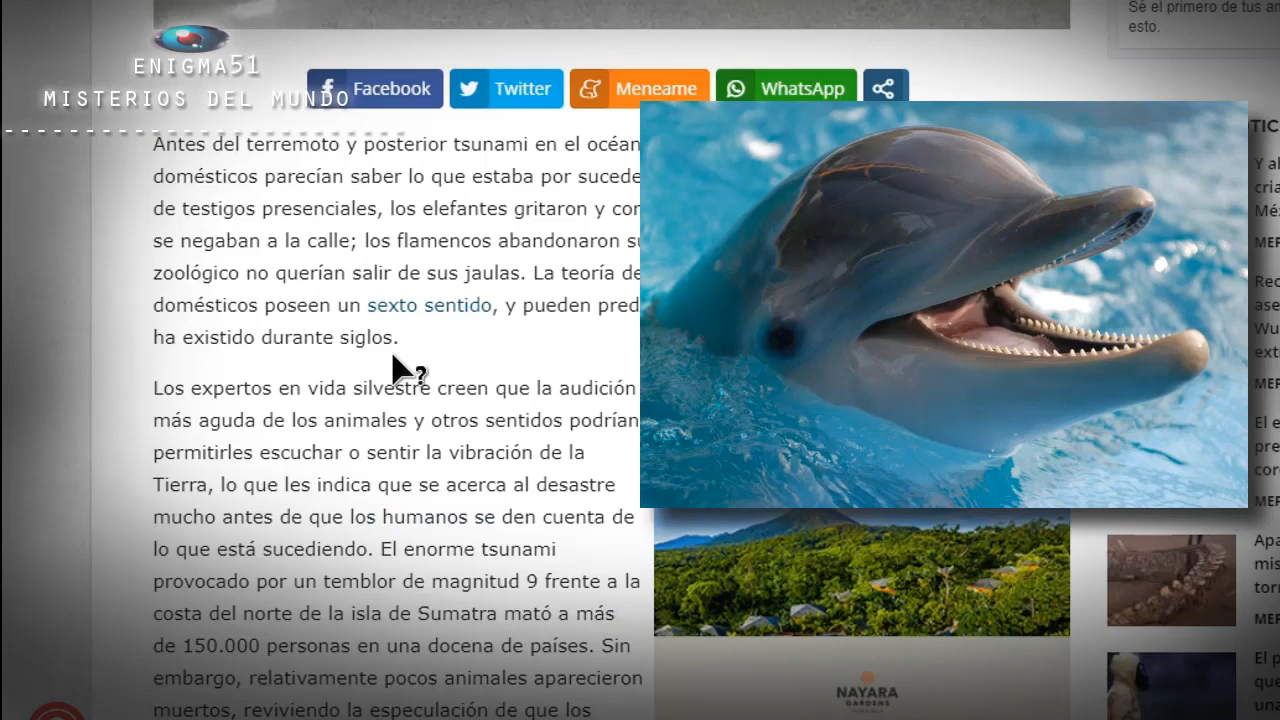 Sé el primero de tus
esto.
ENIGMA51
MISTERIOS DEL MUNDO
Facebook
Twitter
Meneame
WhatsApp
Antes del terremoto y posterior tsunami en el
domésticos parecían saber lo que estaba por
de testigos presenciales, los elefantes gritaron y
se negaban a la calle; los flamencos abandonaron
zoológico no querían salir de sus jaulas. La teoría
domésticos poseen un sexto sentido, y pueden
ha existido durante siglos.
?
Los expertos en vida silvestre creen que la audición
más aguda de los animales y otros sentidos podrían
permitirles escuchar o sentir la vibración de la
Tierra, lo que les indica que se acerca al desastre
mucho antes de que los humanos se den cuenta de
lo que está sucediendo. El enorme tsunami
provocado por un temblor de magnitud 9 frente a la
costa del norte de la isla de Sumatra mató a más
de 150.000 personas en una docena de países. Sin
embargo, relativamente pocos animales aparecieron
muertos, reviviendo la especulación de que los
NAYARA
GARDENS
Y
El